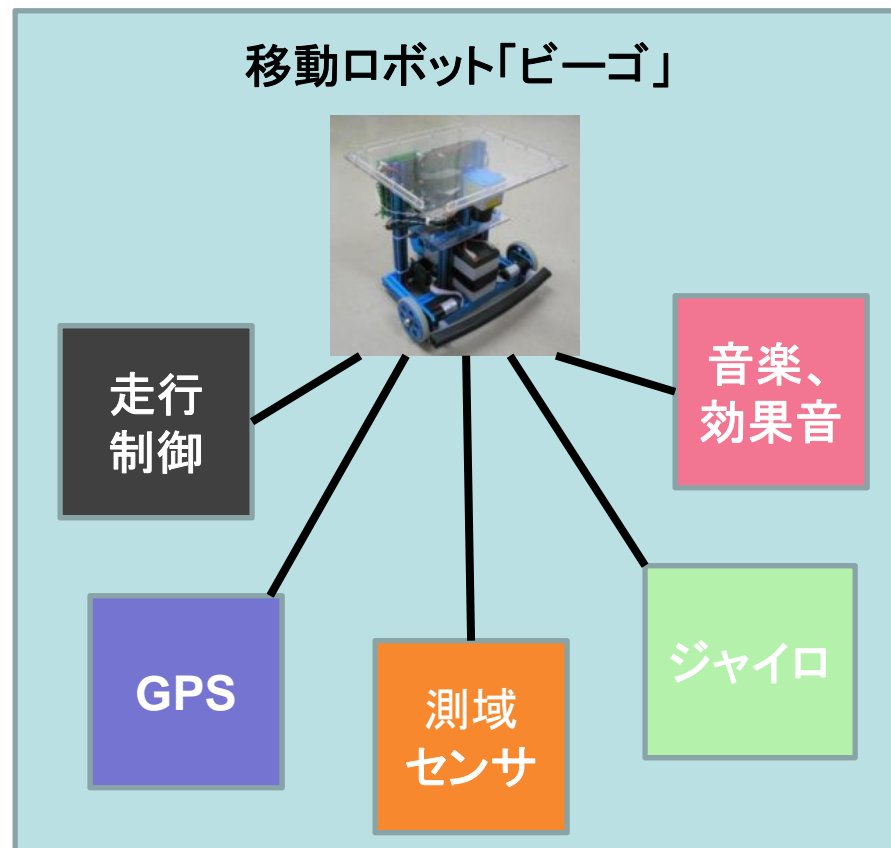 移動ロボット「ビーゴ」
走行
制御
音楽、
効果音
GPS
測域
センサ
ジャイロ